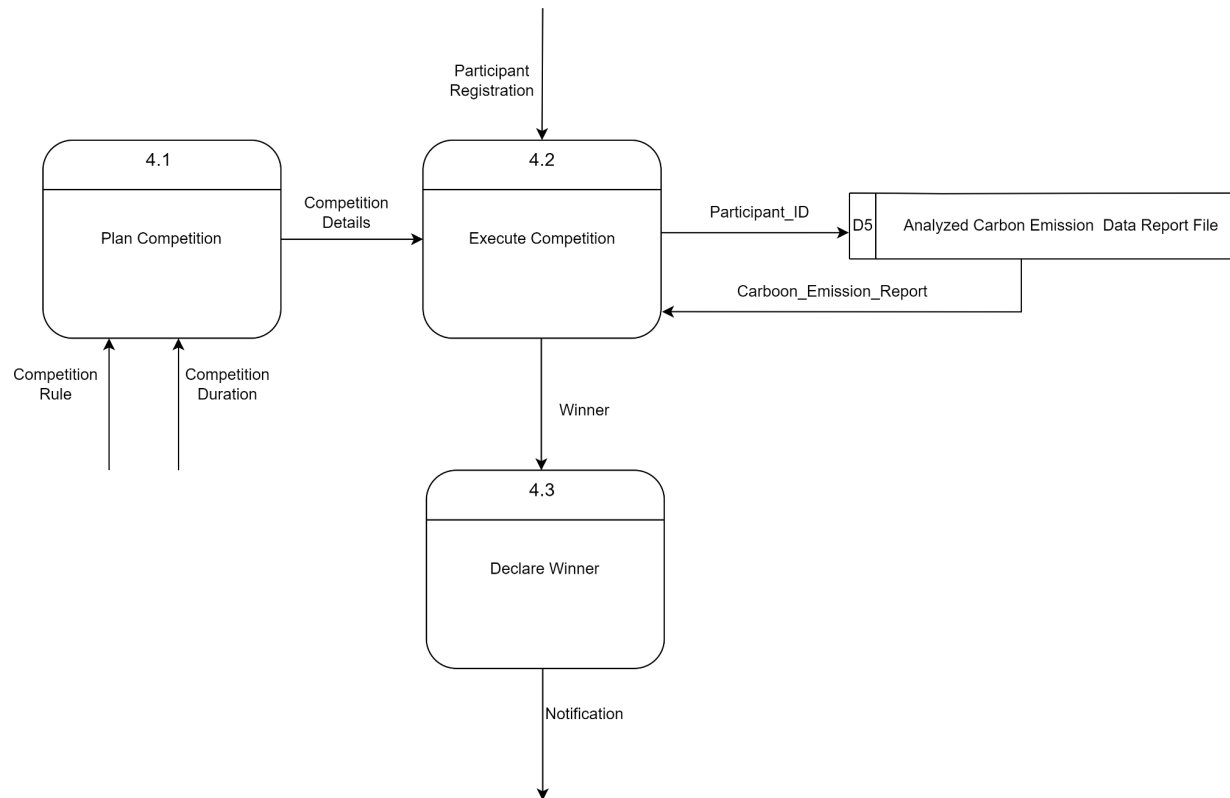 Participant
Registration
4.1
4.2
Competition
Details
Participant_ID
D5
Analyzed Carbon Emission Data Report File
Plan Competition
Execute Competition
Carboon_Emission_Report
Competition
Rule
Competition
Duration
Winner
4.3
Declare Winner
Notification